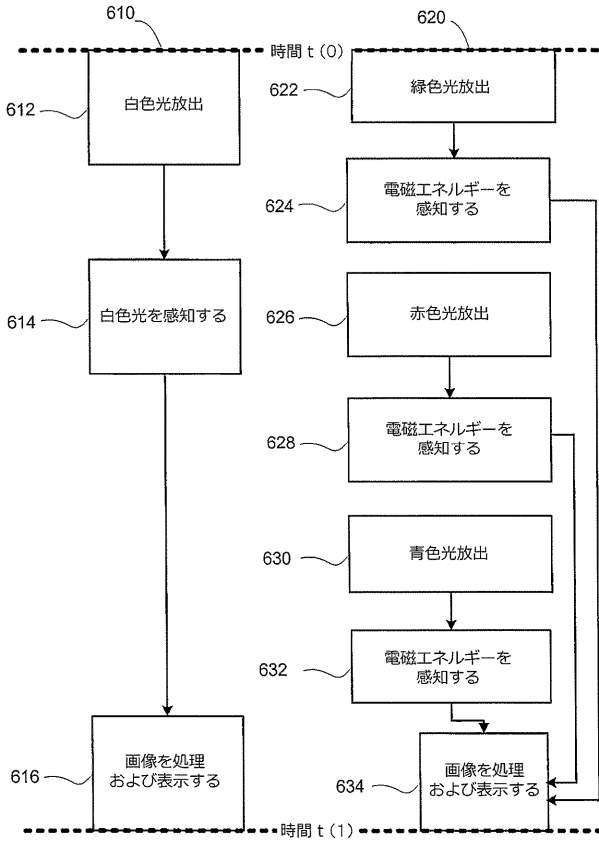 610
620
時間 t (0)
612
白色光放出
622
緑色光放出
624
電磁エネルギーを
感知する
614
白色光を感知する
626
赤色光放出
628
電磁エネルギーを
感知する
630
青色光放出
632
電磁エネルギーを
感知する
616
画像を処理
および表示する
634
画像を処理
および表示する
時間 t (1)